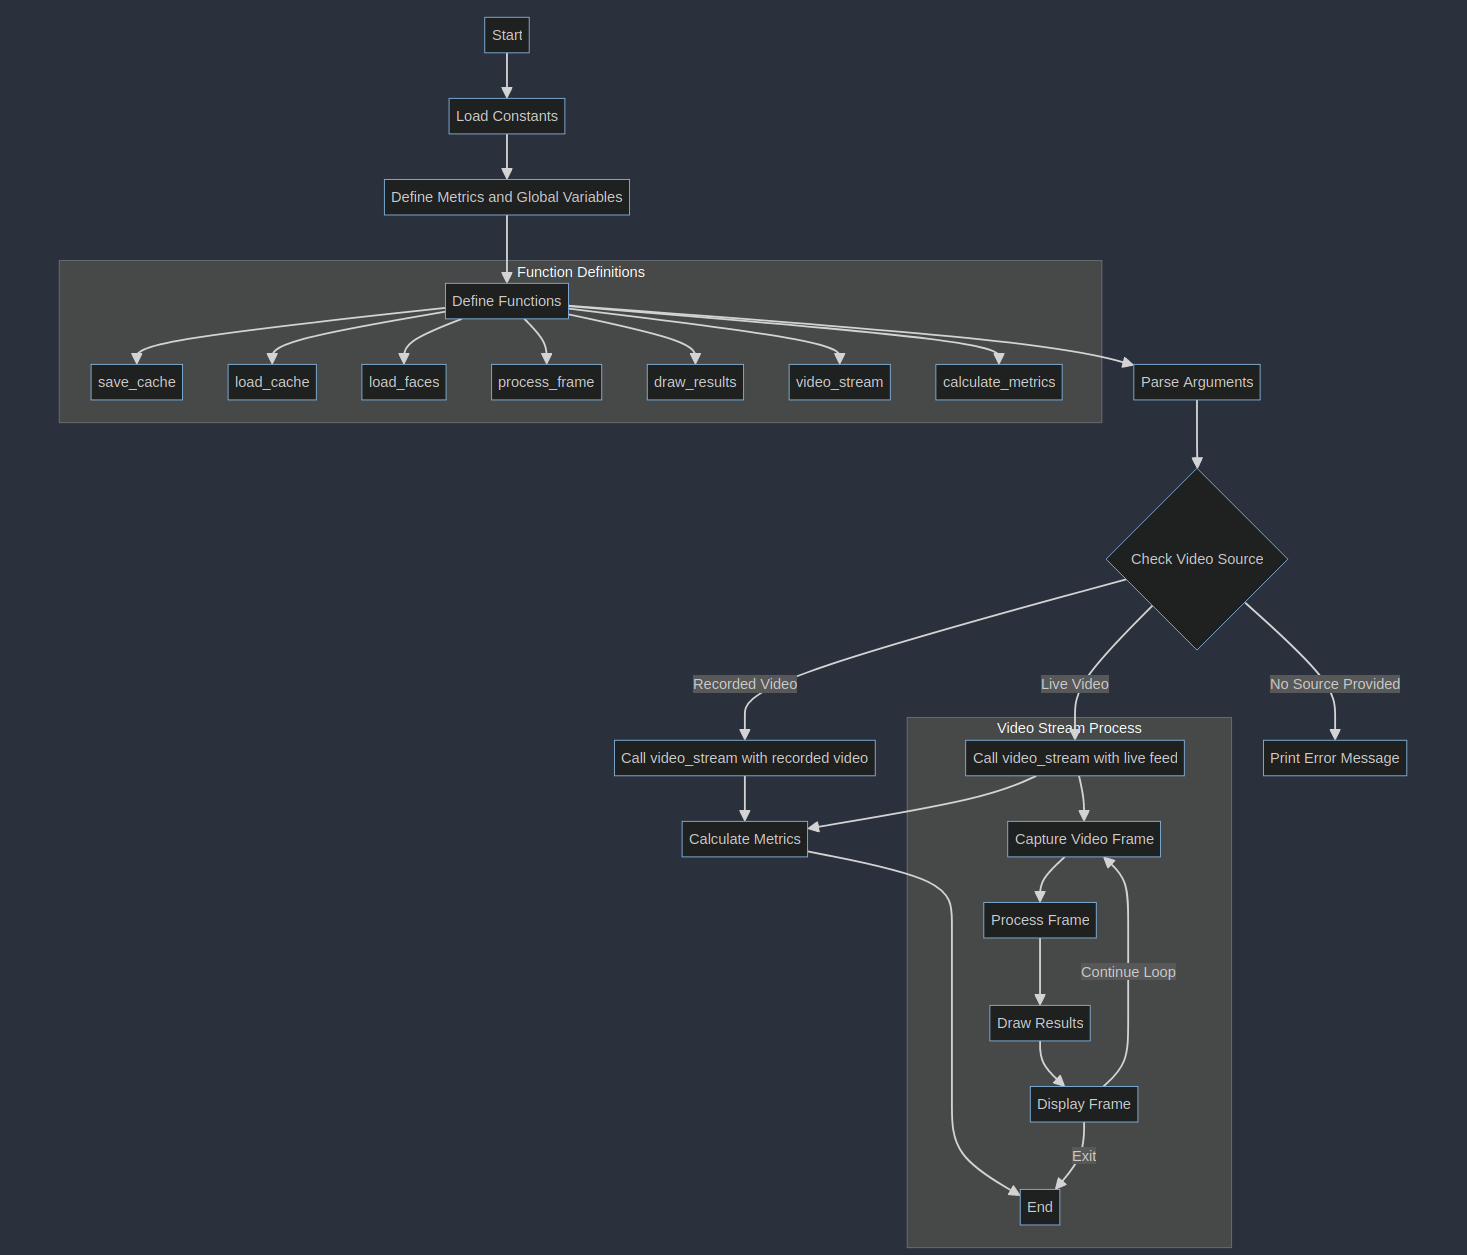 Start
Load Constants
Define Metrics and Global Variables
Function Definitions
Define Functions
save_cache
load_cache
load_faces
process_frame
draw_results
video_stream
calculate_metrics
Parse Arguments
Check Video Source
Recorded Video
Live Video
No Source Provided
Video Stream Process
Call video_stream with recorded video
Call video_stream with live feed
Print Error Message
Calculate Metrics
Capture Video Frame
Process Frame
Continue Loop
Draw Results
Display Frame
Exit
End